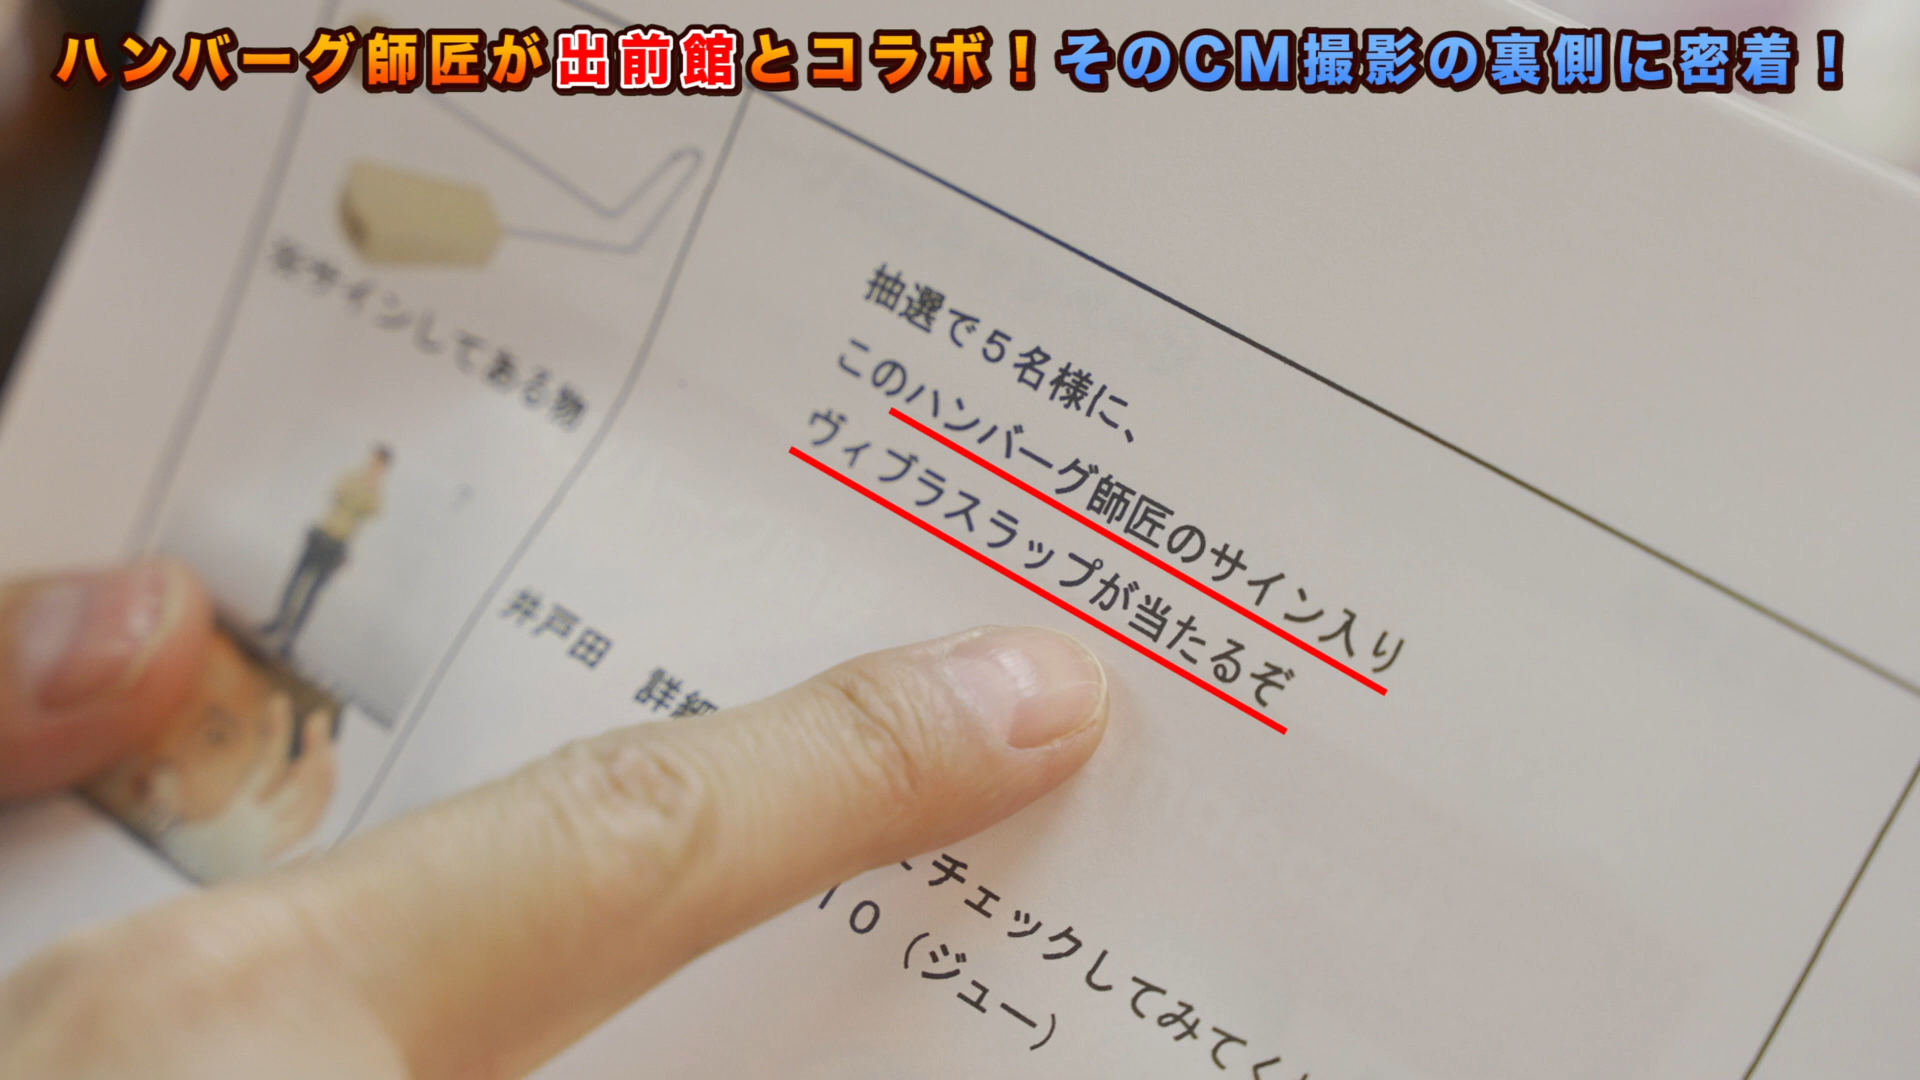 ハンバーグ師匠が出前館とコラボ！そのCM撮影の裏側に密着！
※サインしてある物
抽選で５名様に、
このハンバーグ師匠のサイン入り
ヴィブラスラップが当たるぞ
井戸田 詳細
チェックしてみてく
１０（ジュー）